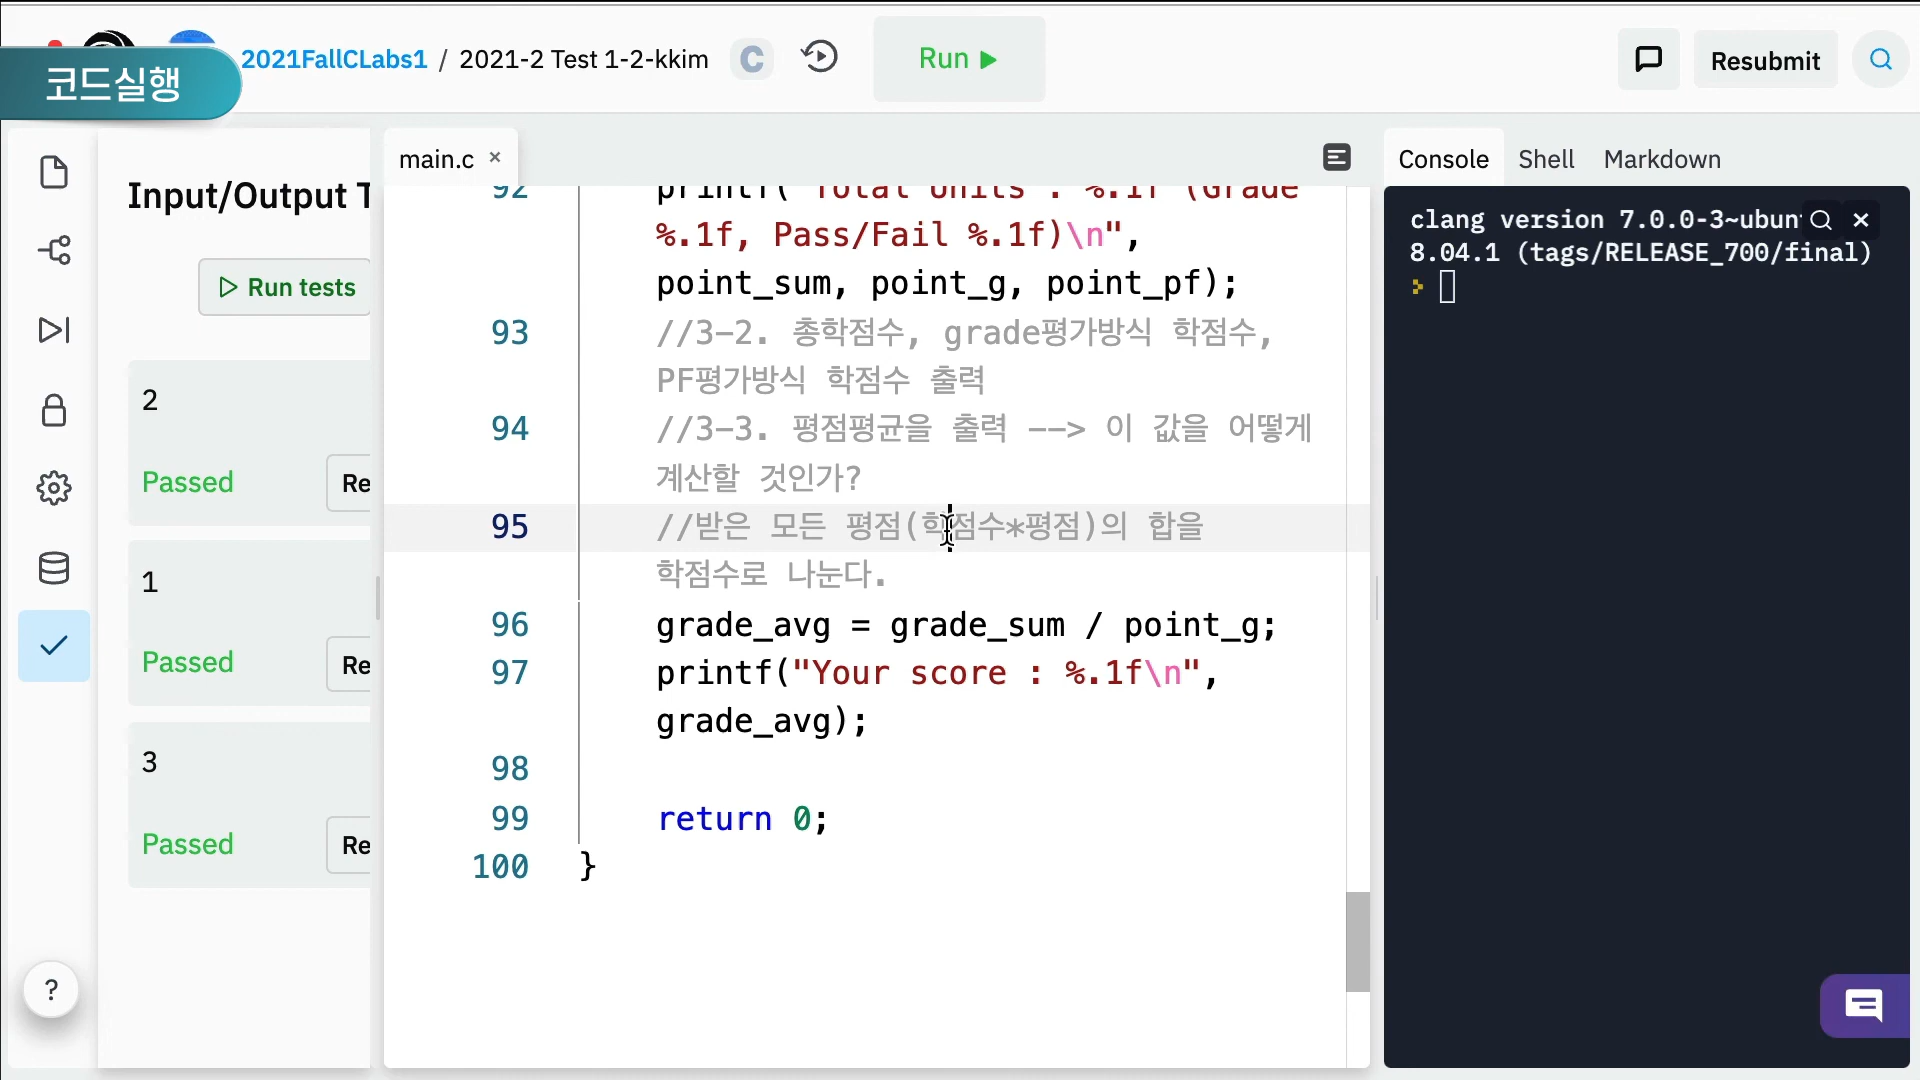 코드실행
2021FallCLabs1 / 2021-2 Test 1-2-kkim
C
Run
Resubmit
Input/Output T
Run tests
2
Passed
Re
1
Passed
Re
3
Passed
Re
?
main.c ×
92 printf("Total Units : %.1f (Grade
%.1f, Pass/Fail %.1f)\n",
point_sum, point_g, point_pf);
93 //3-2. 총학점수, grade평가방식 학점수,
PF평가방식 학점수 출력
94 //3-3. 평점평균을 출력 --> 이 값을 어떻게
계산할 것인가?
95 //받은 모든 평점(학점수*평점)의 합을
학점수로 나눈다.
96 grade_avg = grade_sum / point_g;
97 printf("Your score : %.1f\n",
grade_avg);
98
99 return 0;
100 }
Console Shell Markdown
clang version 7.0.0-3~ubun
8.04.1 (tags/RELEASE_700/final)